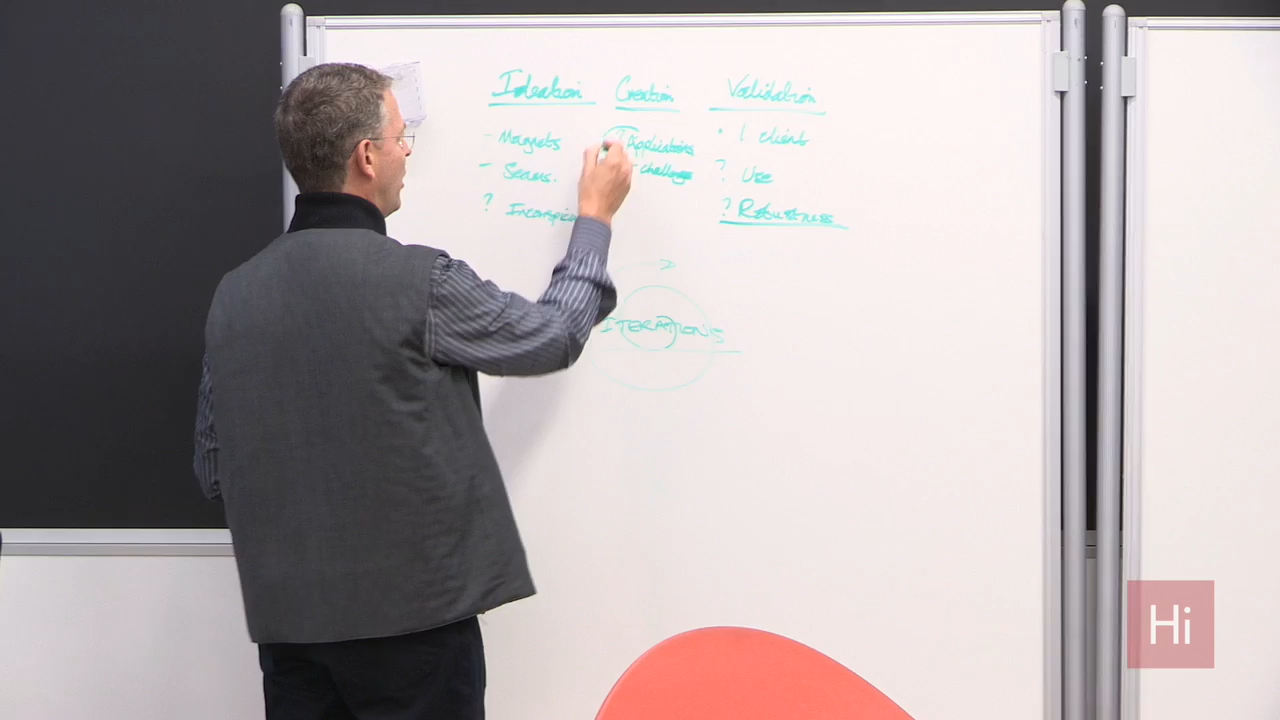 Ideation Creation Validation
- Magnets ? Applications • 1 client
- Seams. - challenge ? Use
? ? Robustness
ITERATIONS
Hi